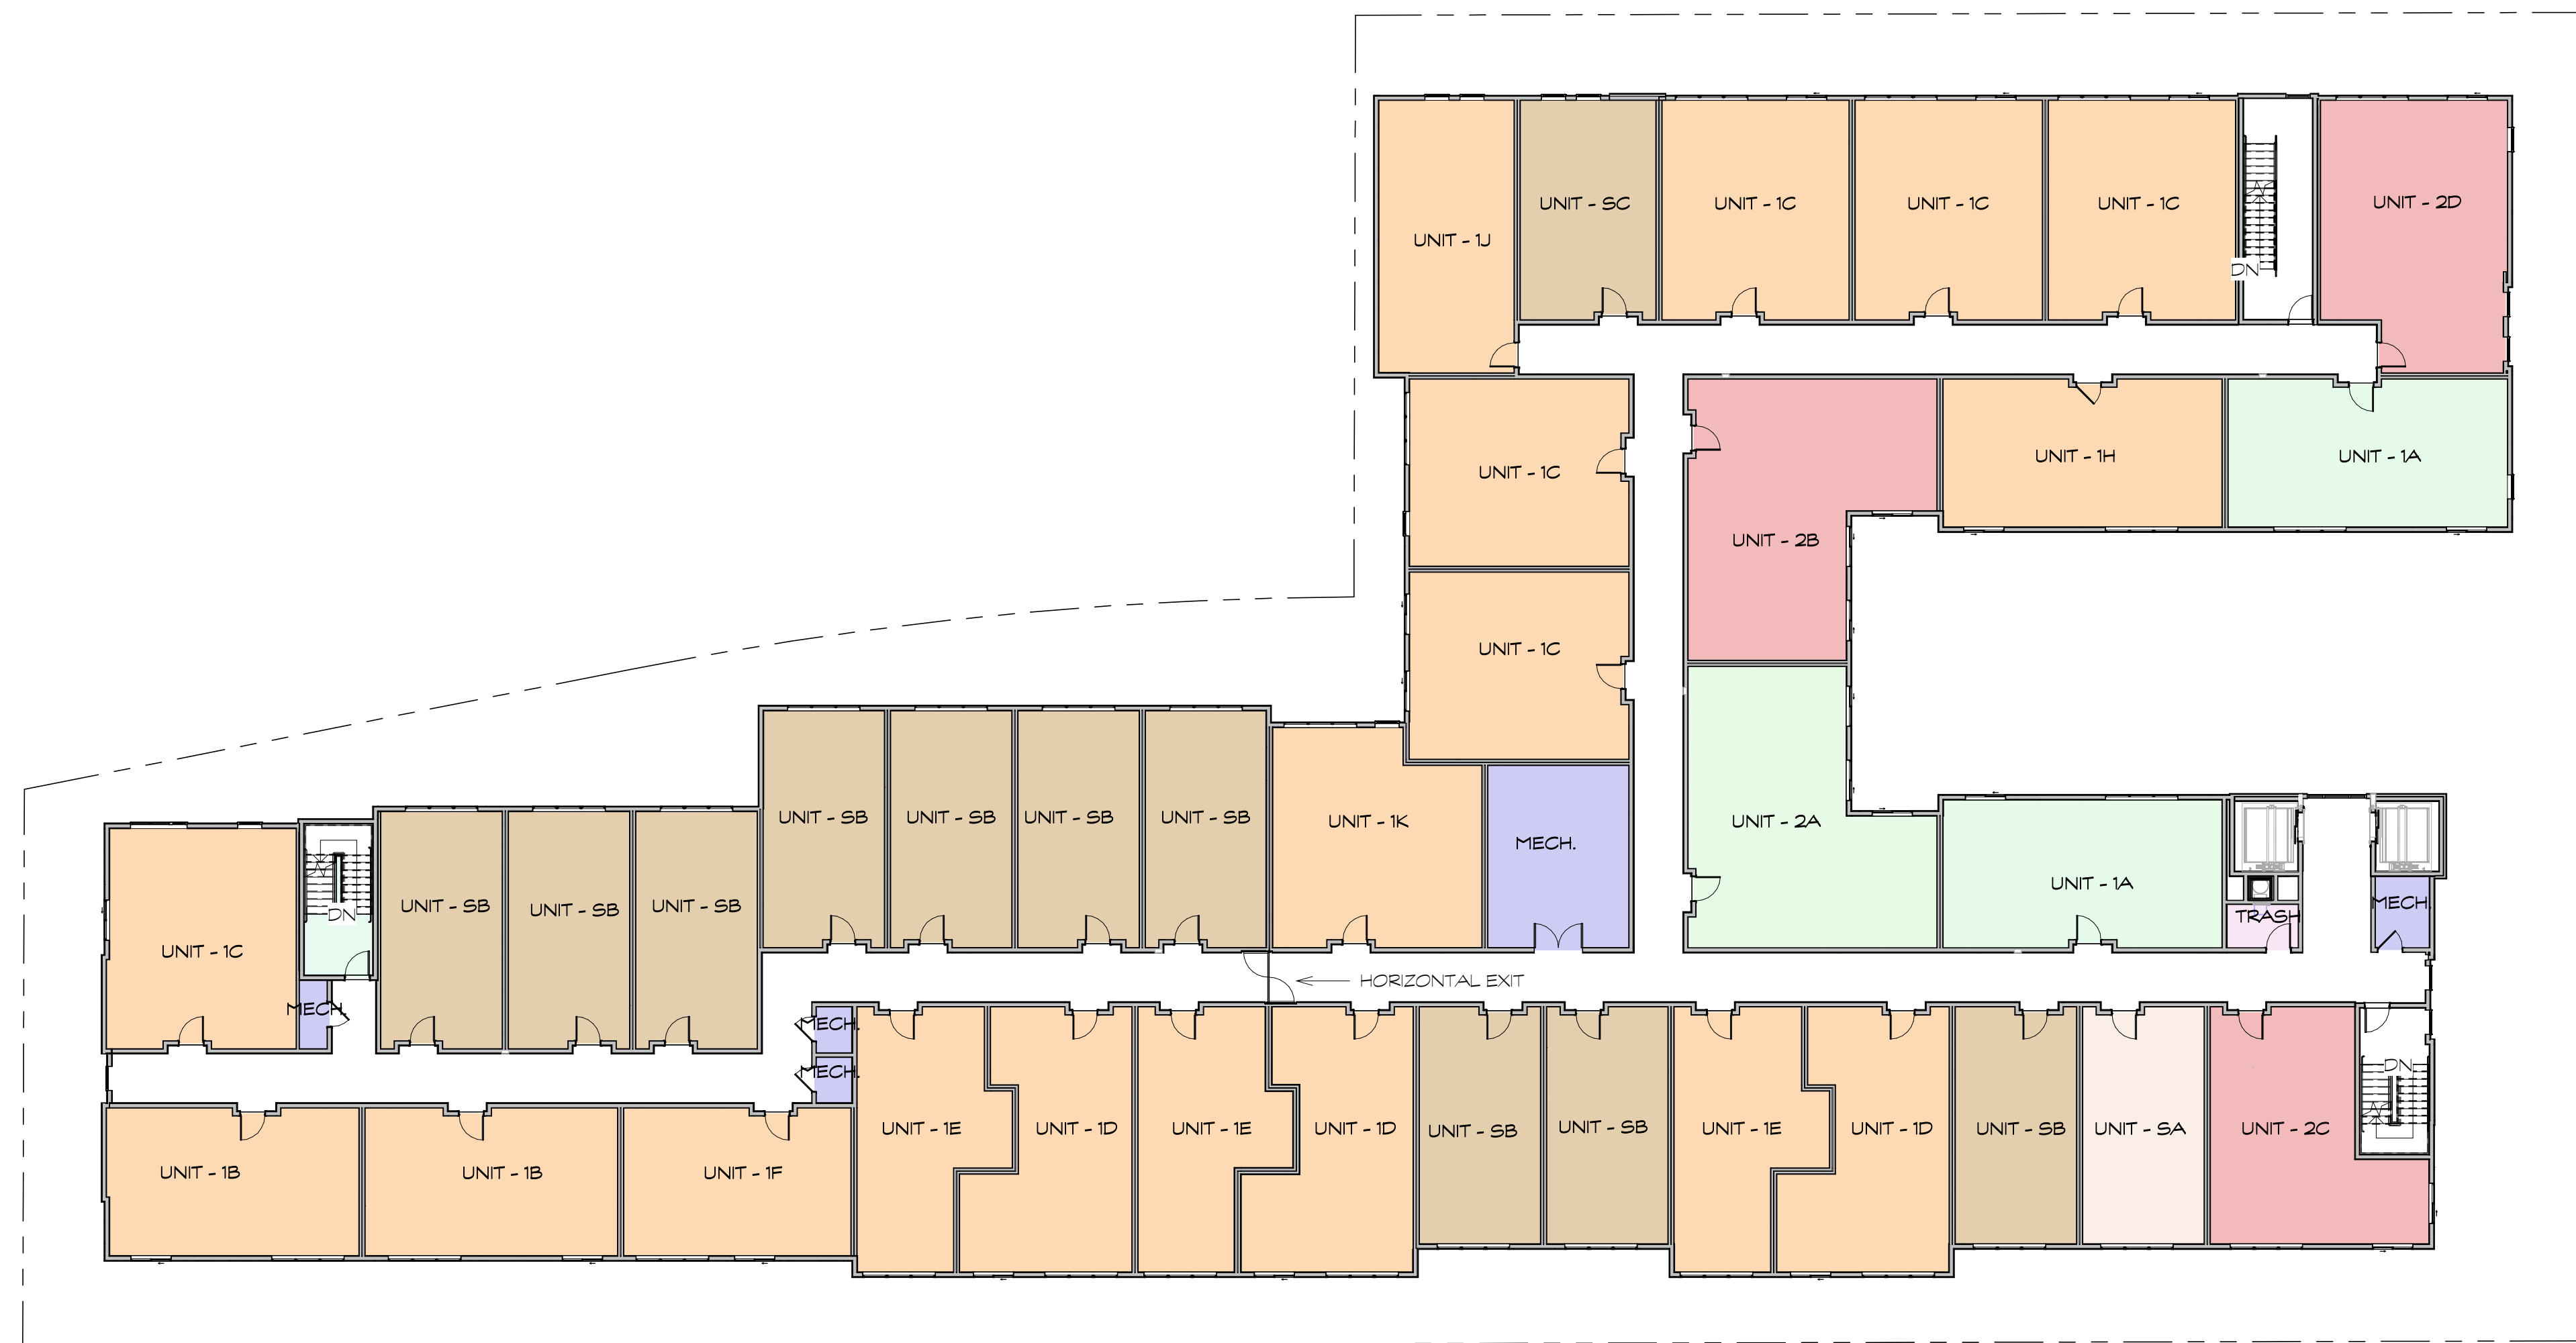 UNIT - 1J
UNIT - SC
UNIT - 1C
UNIT - 1C
UNIT - 1C
DN
UNIT - 2D
UNIT - 1C
UNIT - 2B
UNIT - 1H
UNIT - 1A
UNIT - 1C
UNIT - SB
UNIT - SB
UNIT - SB
UNIT - SB
UNIT - 1K
MECH.
UNIT - 2A
UNIT - 1A
TRASH
MECH.
UNIT - 1C
DN
MECH.
UNIT - SB
UNIT - SB
UNIT - SB
HORIZONTAL EXIT
MECH.
MECH.
UNIT - 1B
UNIT - 1B
UNIT - 1F
UNIT - 1E
UNIT - 1D
UNIT - 1E
UNIT - 1D
UNIT - SB
UNIT - SB
UNIT - 1E
UNIT - 1D
UNIT - SB
UNIT - SA
UNIT - 2C
DN